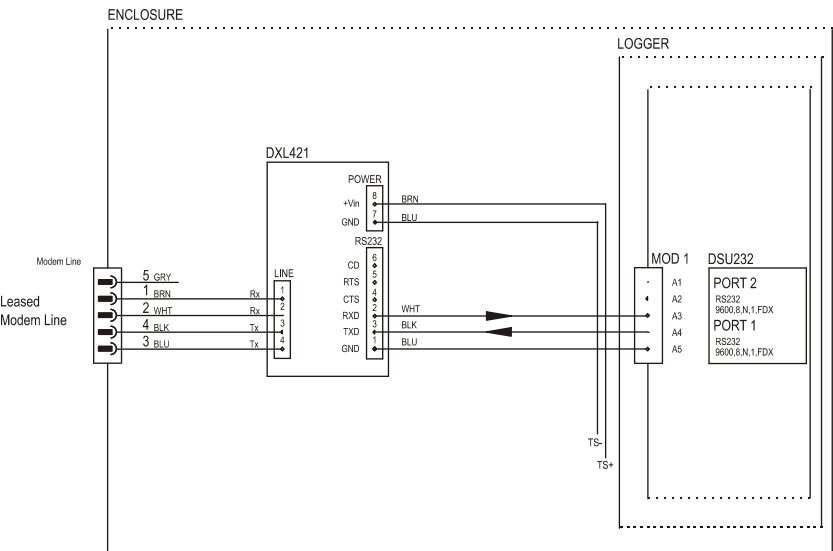 ENCLOSURE
LOGGER
DXL421
POWER
+Vin 8 BRN
GND 7 BLU
RS232
CD 6
RTS 5
CTS 4
RXD 2 WHT
TXD 3 BLK
GND 1 BLU
LINE
Modem Line
Leased
Modem Line
5 GRY
1 BRN Rx 1
2 WHT Rx 2
4 BLK Tx 3
3 BLU Tx 4
TS-
TS+
MOD 1
A1
A2
A3
A4
A5
DSU232
PORT 2
RS232
9600,8,N,1,FDX
PORT 1
RS232
9600,8,N,1,FDX